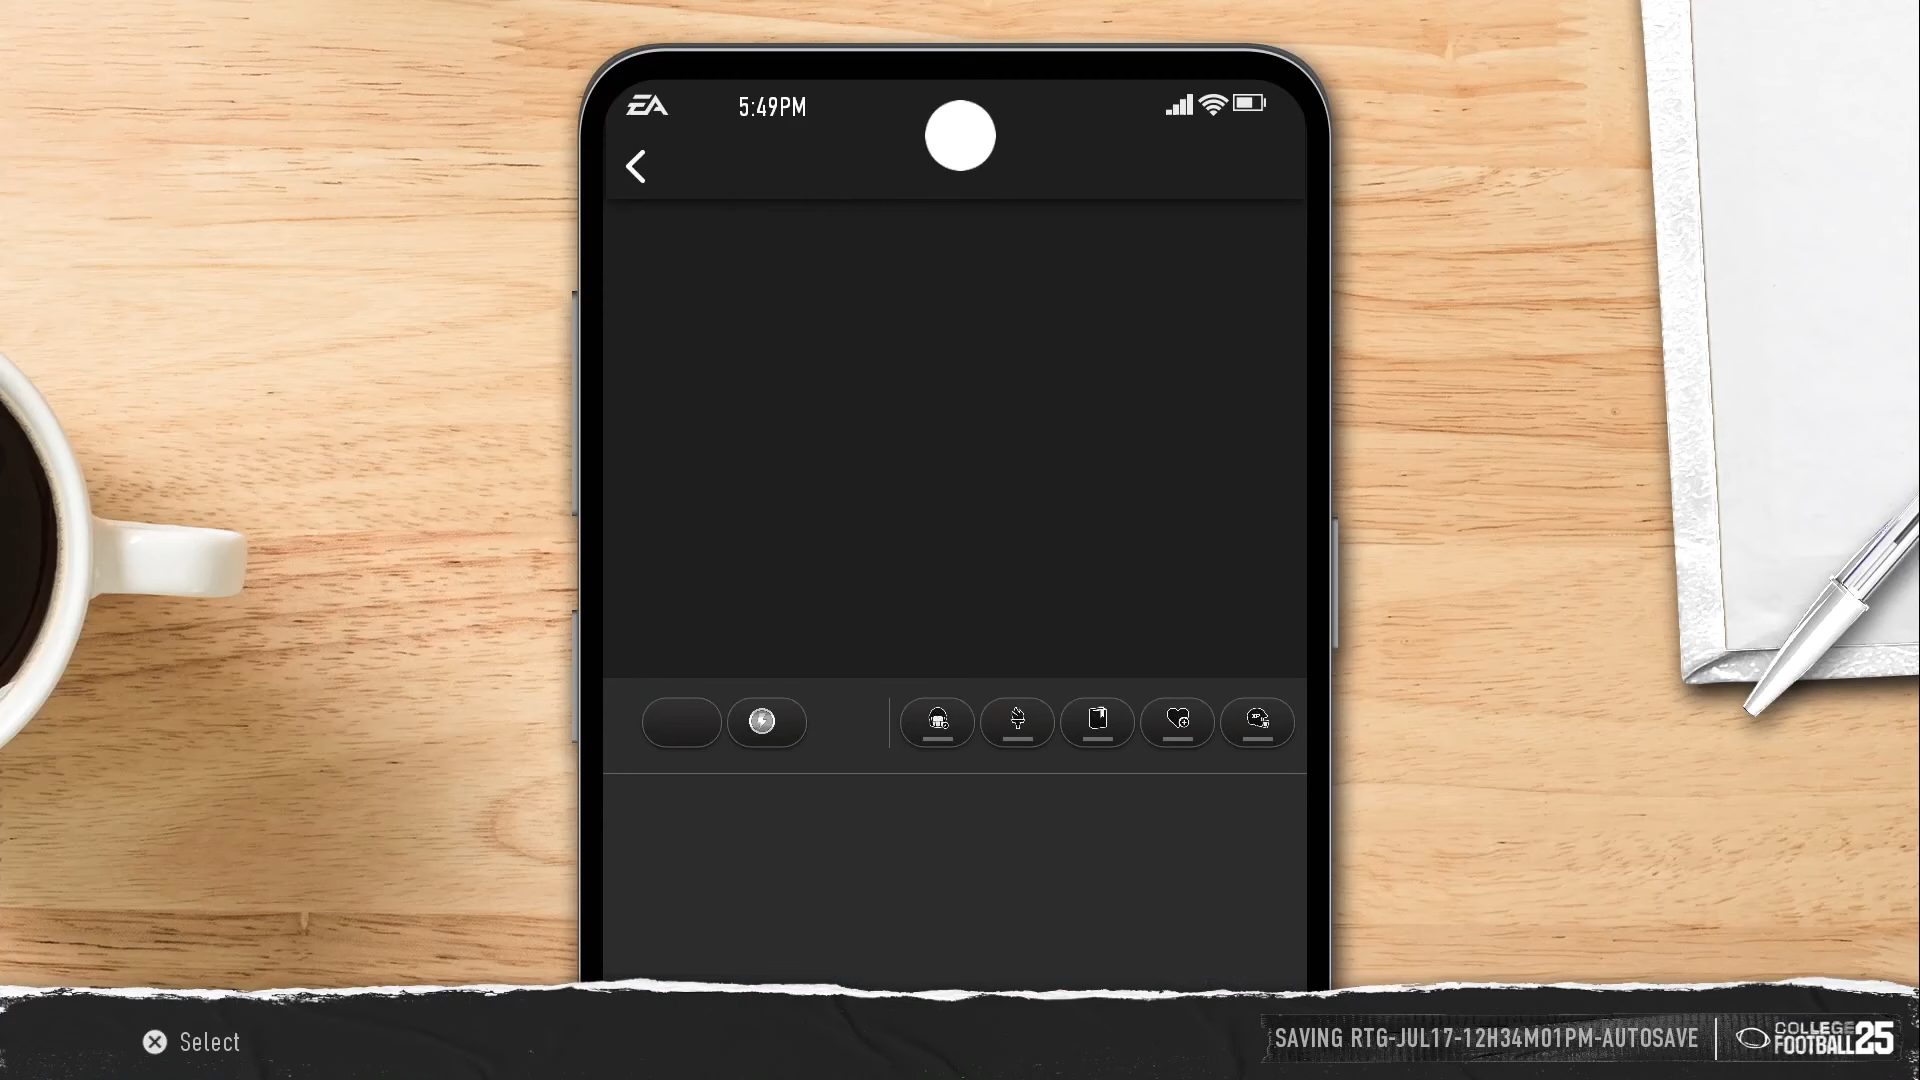 EA
5:49PM
Select
SAVING RTG-JUL17-12H34M01PM-AUTOSAVE
COLLEGE
FOOTBALL 25